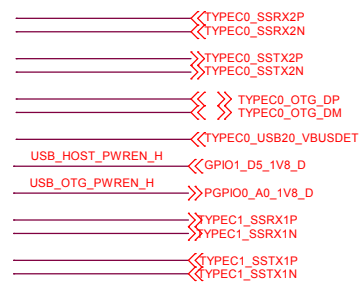 TYPEC0_SSRX2P
TYPEC0_SSRX2N
TYPEC0_SSTX2P
TYPEC0_SSTX2N
TYPEC0_OTG_DP
TYPEC0_OTG_DM
TYPEC0_USB20_VBUSDET
USB_HOST_PWREN_H GPIO1_D5_1V8_D
USB_OTG_PWREN_H PGPIO0_A0_1V8_D
TYPEC1_SSRX1P
TYPEC1_SSRX1N
TYPEC1_SSTX1P
TYPEC1_SSTX1N